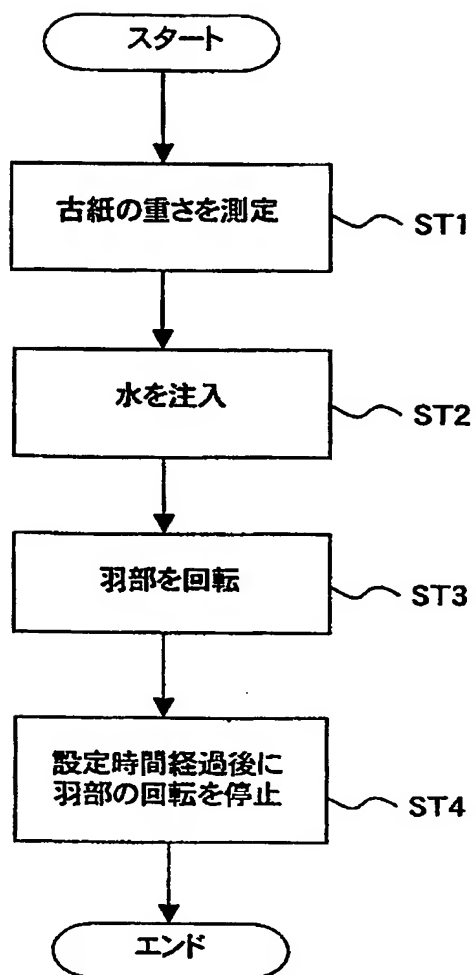 スタート
古紙の重さを測定
ST1
水を注入
ST2
羽部を回転
ST3
設定時間経過後に
羽部の回転を停止
ST4
エンド